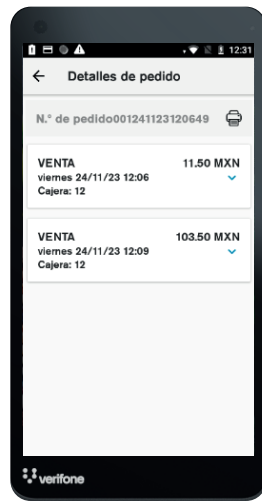 12:31
Detalles de pedido
N.° de pedido001241123120649
VENTA 11.50 MXN
viernes 24/11/23 12:06
Cajera: 12
VENTA 103.50 MXN
viernes 24/11/23 12:09
Cajera: 12
verifone